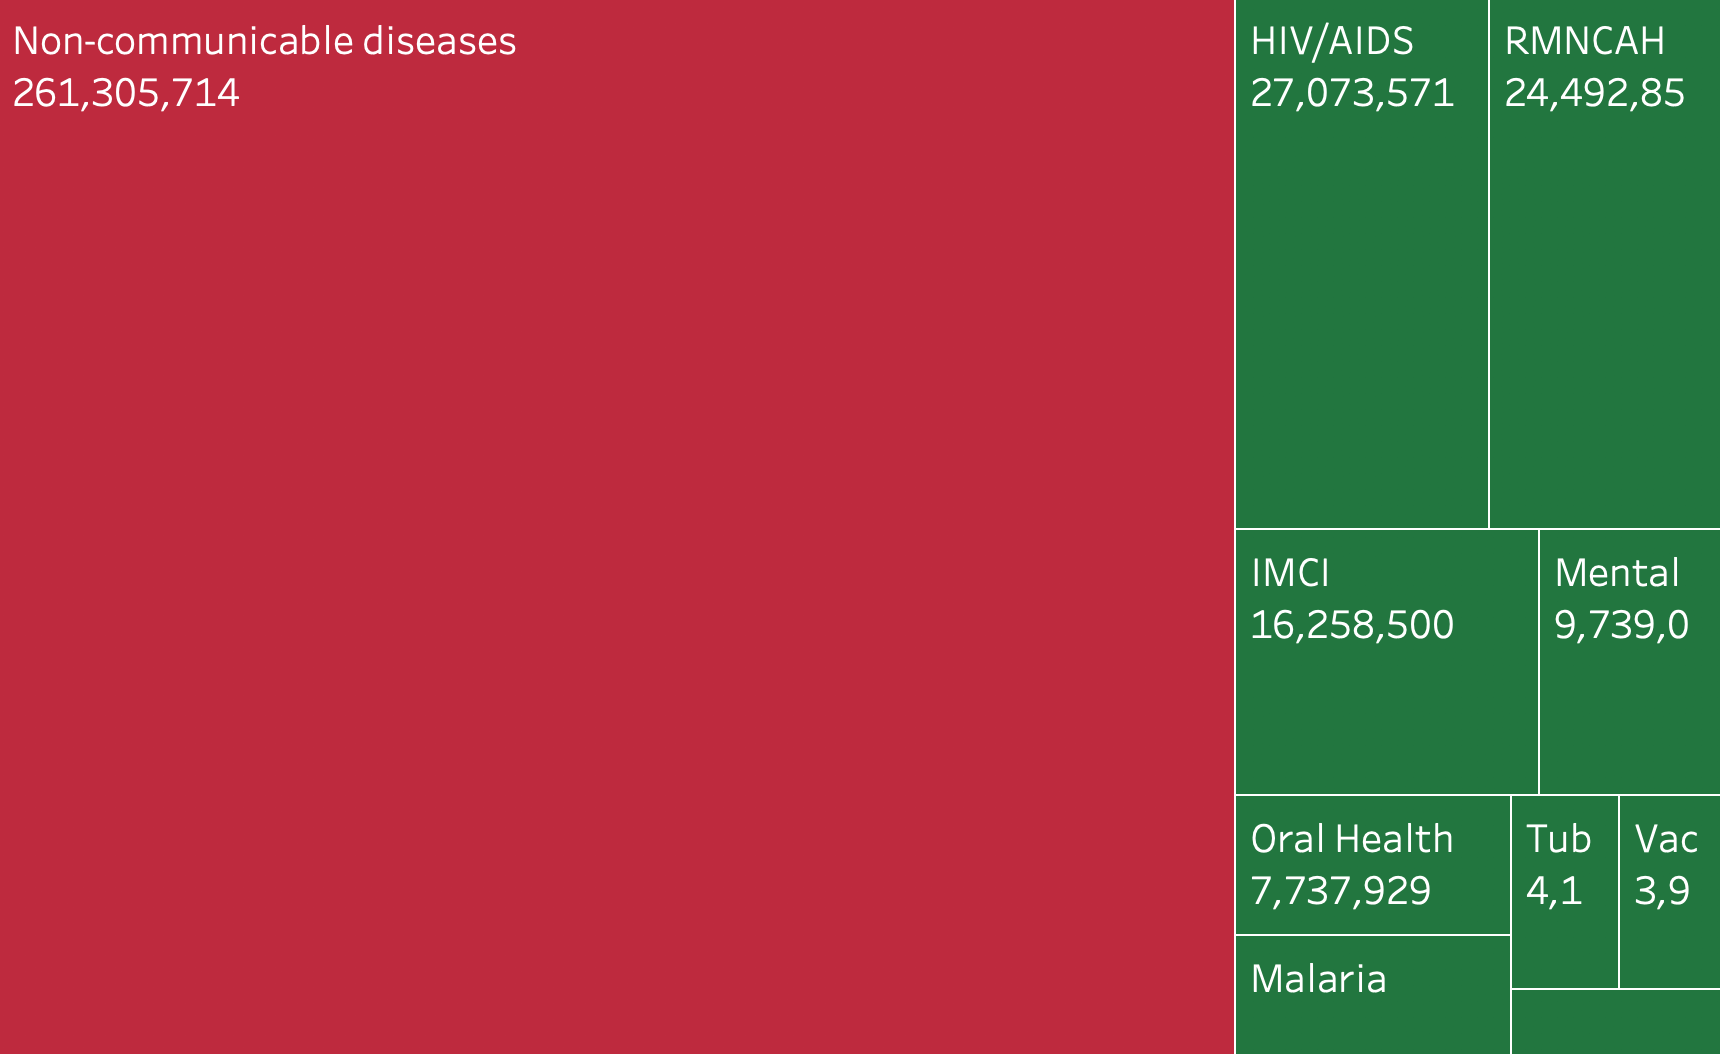 Non-communicable diseases
261,305,714
HIV/AIDS
27,073,571
RMNCAH
24,492,85
IMCI
16,258,500
Mental
9,739,0
Oral Health
7,737,929
Tub
4,1
Vac
3,9
Malaria